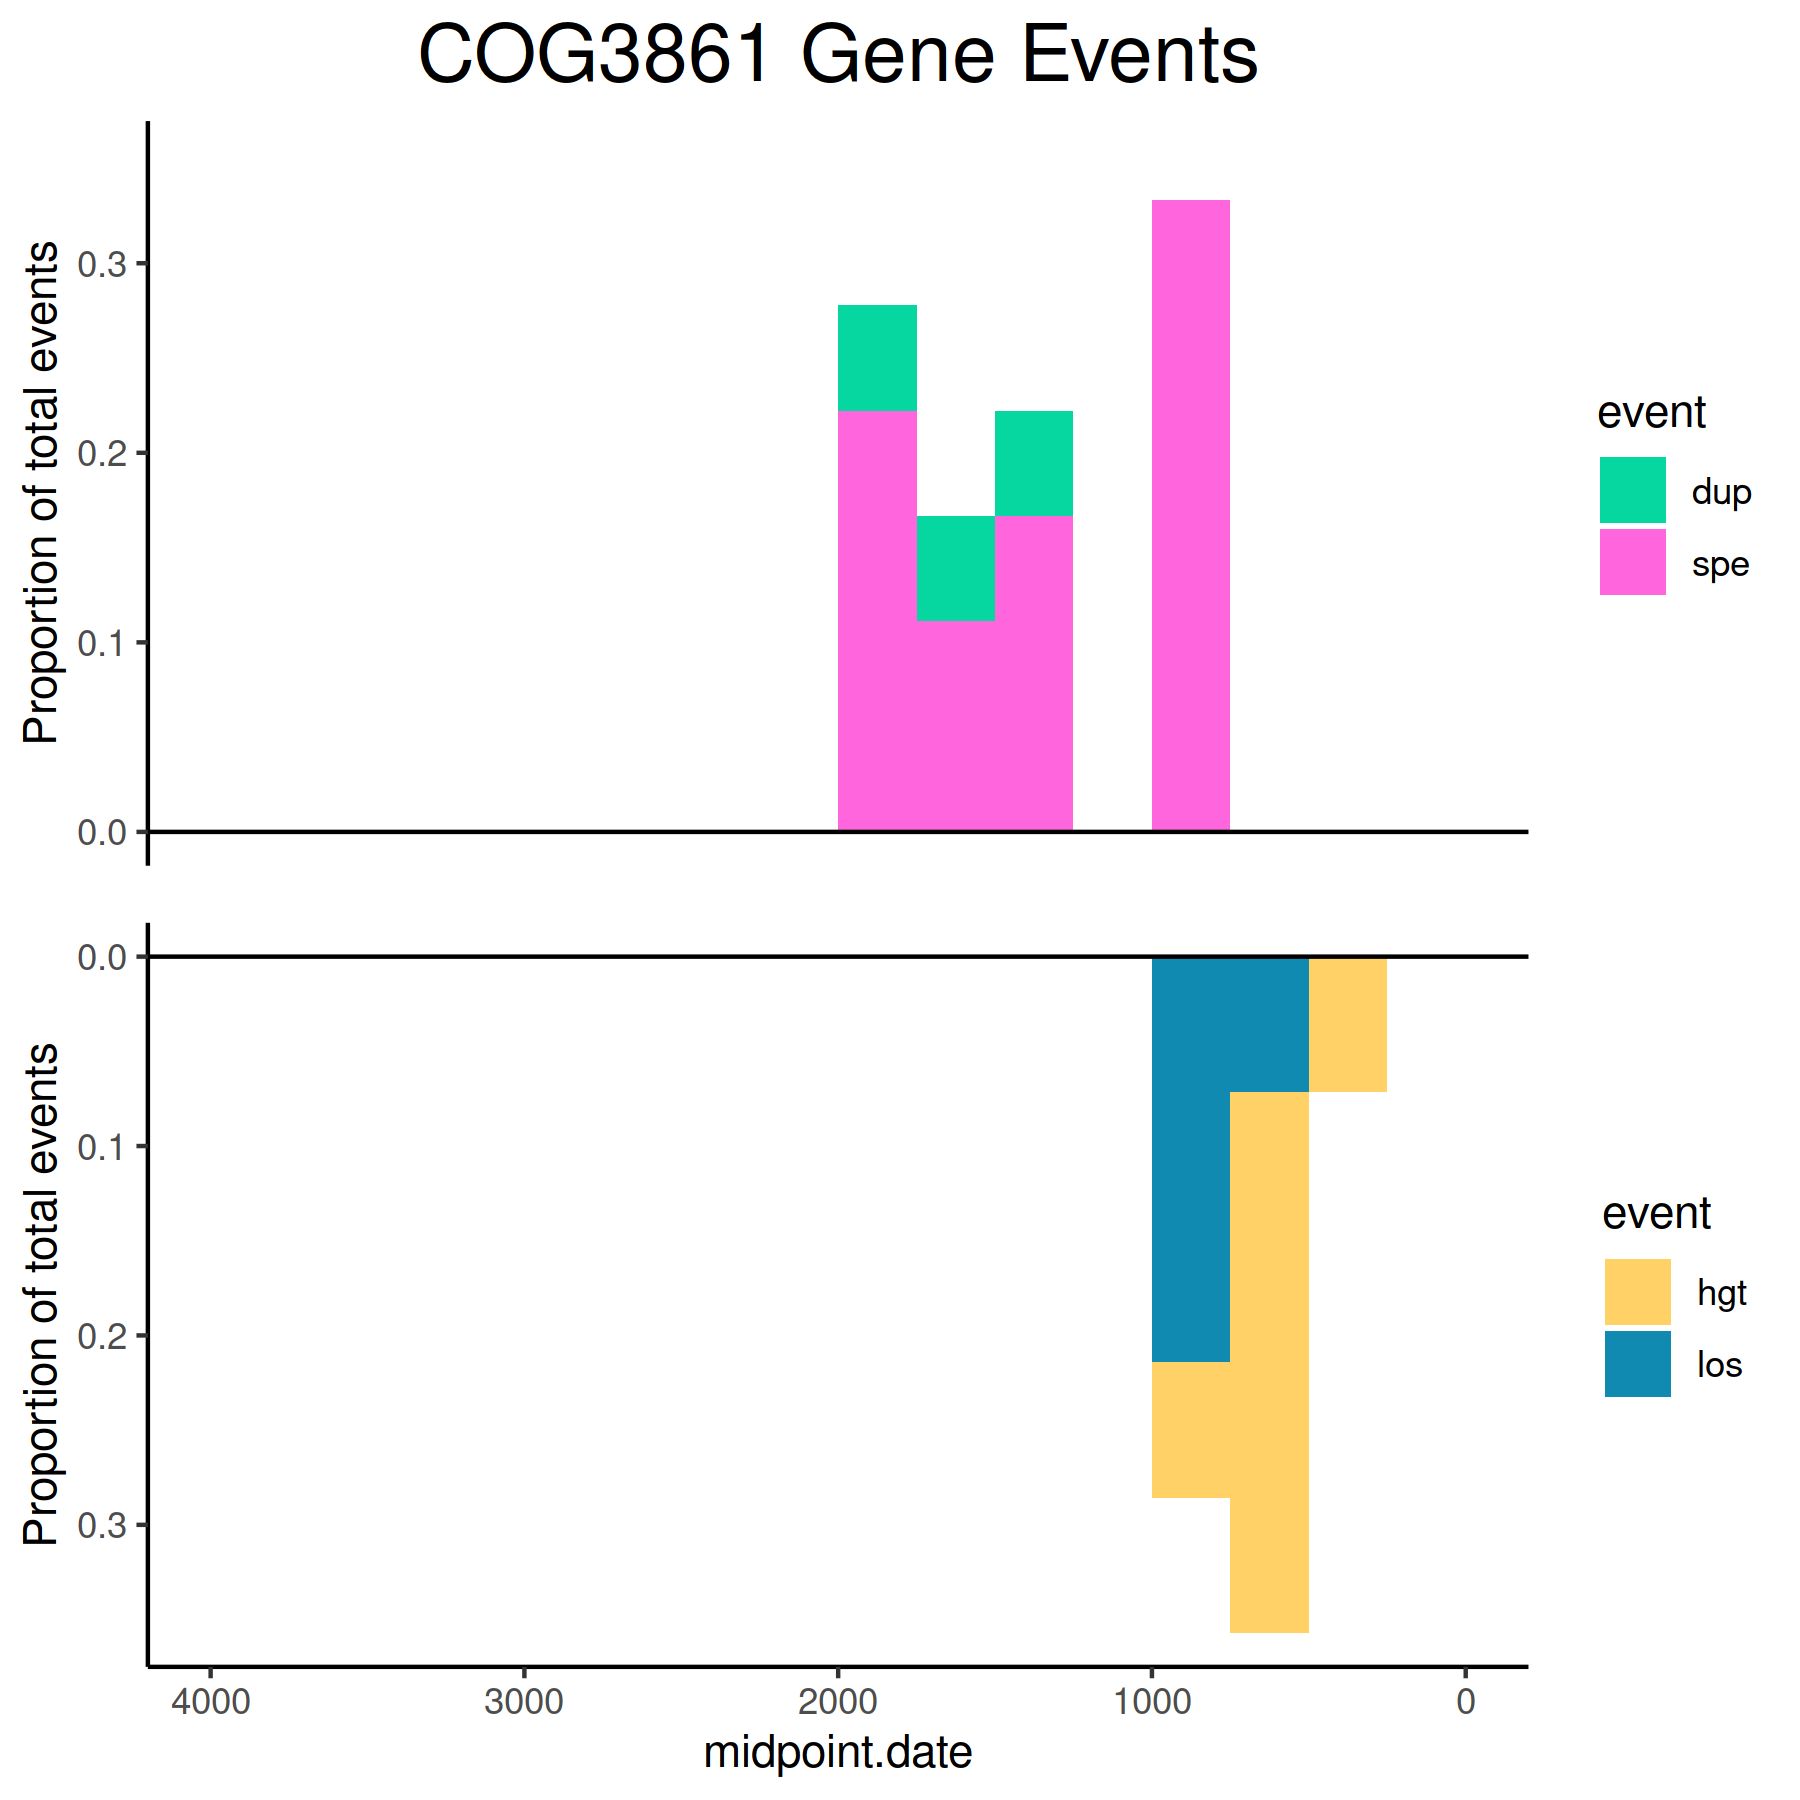 COG3861 Gene Events
Proportion of total events
0.3
0.2
0.1
0.0
event
dup
spe
Proportion of total events
0.0
0.1
0.2
0.3
event
hgt
los
4000 3000 2000 1000 0
midpoint.date